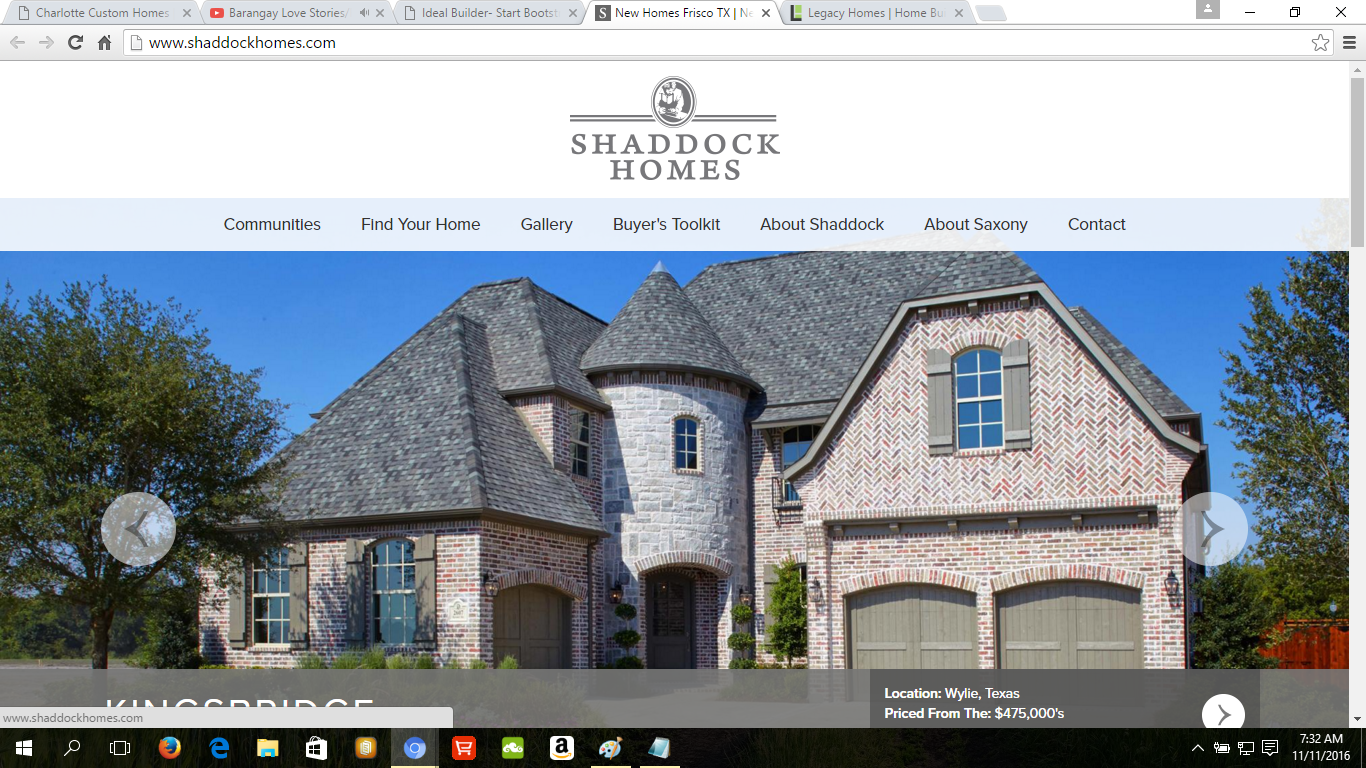 Charlotte Custom Homes
Barangay Love Stories/
Ideal Builder- Start Bootst
New Homes Frisco TX | Ne
Legacy Homes | Home Bui
www.shaddockhomes.com
SHADDOCK
HOMES
Communities
Find Your Home
Gallery
Buyer's Toolkit
About Shaddock
About Saxony
Contact
KINGSBRIDGE
Location: Wylie, Texas
Priced From The: $475,000's
www.shaddockhomes.com
7:32 AM
11/11/2016